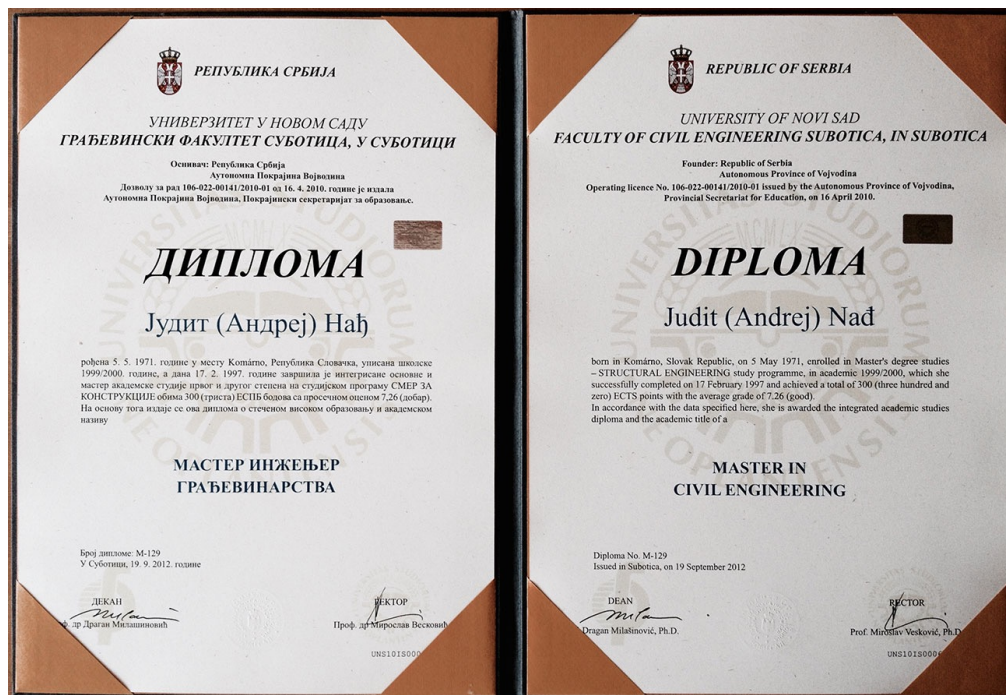 РЕПУБЛИКА СРБИЈА
УНИВЕРЗИТЕТ У НОВОМ САДУ
ГРАЂЕВИНСКИ ФАКУЛТЕТ СУБОТИЦА, У СУБОТИЦИ
Оснивач: Република Србија
Аутономна Покрајина Војводина
Дозволу за рад 106-022-00141/2010-01 од 16. 4. 2010. године је издала
Аутономна Покрајина Војводина, Покрајински секретаријат за образовање.
ДИПЛОМА
Јудит (Андреј) Нађ
рођена 5. 5. 1971. године у месту Komárno, Република Словачка, уписана школске
1999/2000. године, а дана 17. 2. 1997. године завршила је интегрисане основне и
мастер академске студије првог и другог степена на студијском програму СМЕР ЗА
КОНСТРУКЦИЈЕ обима 300 (триста) ЕСПБ бодова са просечном оценом 7,26 (добар).
На основу тога издаје се ова диплома о стеченом високом образовању и академском
називу
МАСТЕР ИНЖЕЊЕР
ГРАЂЕВИНАРСТВА
Број дипломе: М-129
У Суботици, 19. 9. 2012. године
ДЕКАН
ф. др Драган Милашиновић
РЕКТОР
Проф. др Мирослав Весковић
UNS10IS000
REPUBLIC OF SERBIA
UNIVERSITY OF NOVI SAD
FACULTY OF CIVIL ENGINEERING SUBOTICA, IN SUBOTICA
Founder: Republic of Serbia
Autonomous Province of Vojvodina
Operating licence No. 106-022-00141/2010-01 issued by the Autonomous Province of Vojvodina,
Provincial Secretariat for Education, on 16 April 2010.
DIPLOMA
Judit (Andrej) Nađ
born in Komárno, Slovak Republic, on 5 May 1971, enrolled in Master's degree studies
– STRUCTURAL ENGINEERING study programme, in academic 1999/2000, which she
successfully completed on 17 February 1997 and achieved a total of 300 (three hundred and
zero) ECTS points with the average grade of 7.26 (good).
In accordance with the data specified here, she is awarded the integrated academic studies
diploma and the academic title of a
MASTER IN
CIVIL ENGINEERING
Diploma No. M-129
Issued in Subotica, on 19 September 2012
DEAN
Dragan Milašinović, Ph.D.
RECTOR
Prof. Miroslav Vesković, Ph.D.
UNS10IS000